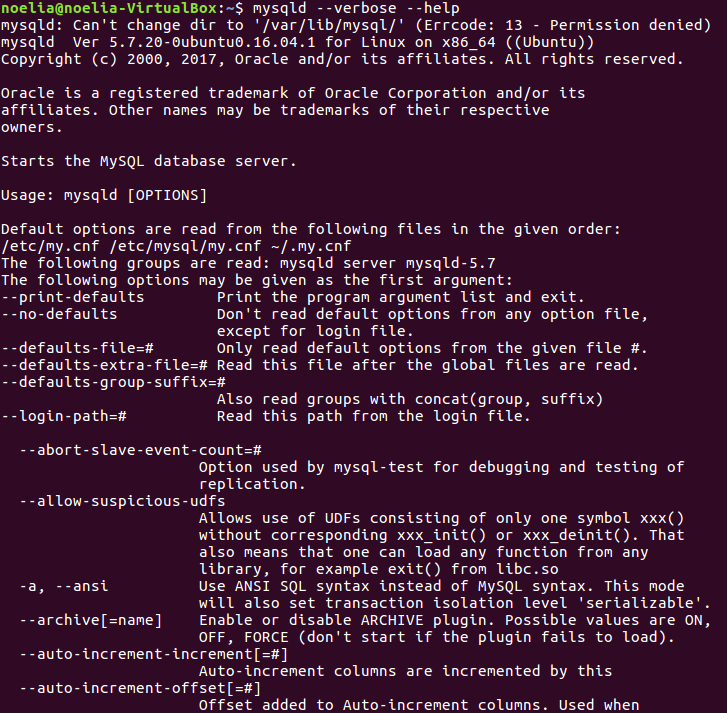 noelia@noelia-VirtualBox:~$ mysqld --verbose --help
mysqld: Can't change dir to '/var/lib/mysql/' (Errcode: 13 - Permission denied)
mysqld  Ver 5.7.20-0ubuntu0.16.04.1 for Linux on x86_64 ((Ubuntu))
Copyright (c) 2000, 2017, Oracle and/or its affiliates. All rights reserved.

Oracle is a registered trademark of Oracle Corporation and/or its
affiliates. Other names may be trademarks of their respective
owners.

Starts the MySQL database server.

Usage: mysqld [OPTIONS]

Default options are read from the following files in the given order:
/etc/my.cnf /etc/mysql/my.cnf ~/.my.cnf
The following groups are read: mysqld server mysqld-5.7
The following options may be given as the first argument:
--print-defaults        Print the program argument list and exit.
--no-defaults           Don't read default options from any option file,
                        except for login file.
--defaults-file=#       Only read default options from the given file #.
--defaults-extra-file=# Read this file after the global files are read.
--defaults-group-suffix=#
                        Also read groups with concat(group, suffix)
--login-path=#          Read this path from the login file.

  --abort-slave-event-count=#
                      Option used by mysql-test for debugging and testing of
                      replication.
  --allow-suspicious-udfs
                      Allows use of UDFs consisting of only one symbol xxx()
                      without corresponding xxx_init() or xxx_deinit(). That
                      also means that one can load any function from any
                      library, for example exit() from libc.so
  -a, --ansi          Use ANSI SQL syntax instead of MySQL syntax. This mode
                      will also set transaction isolation level 'serializable'.
  --archive[=name]    Enable or disable ARCHIVE plugin. Possible values are ON,
                      OFF, FORCE (don't start if the plugin fails to load).
  --auto-increment-increment[=#]
                      Auto-increment columns are incremented by this
  --auto-increment-offset[=#]
                      Offset added to Auto-increment columns. Used when